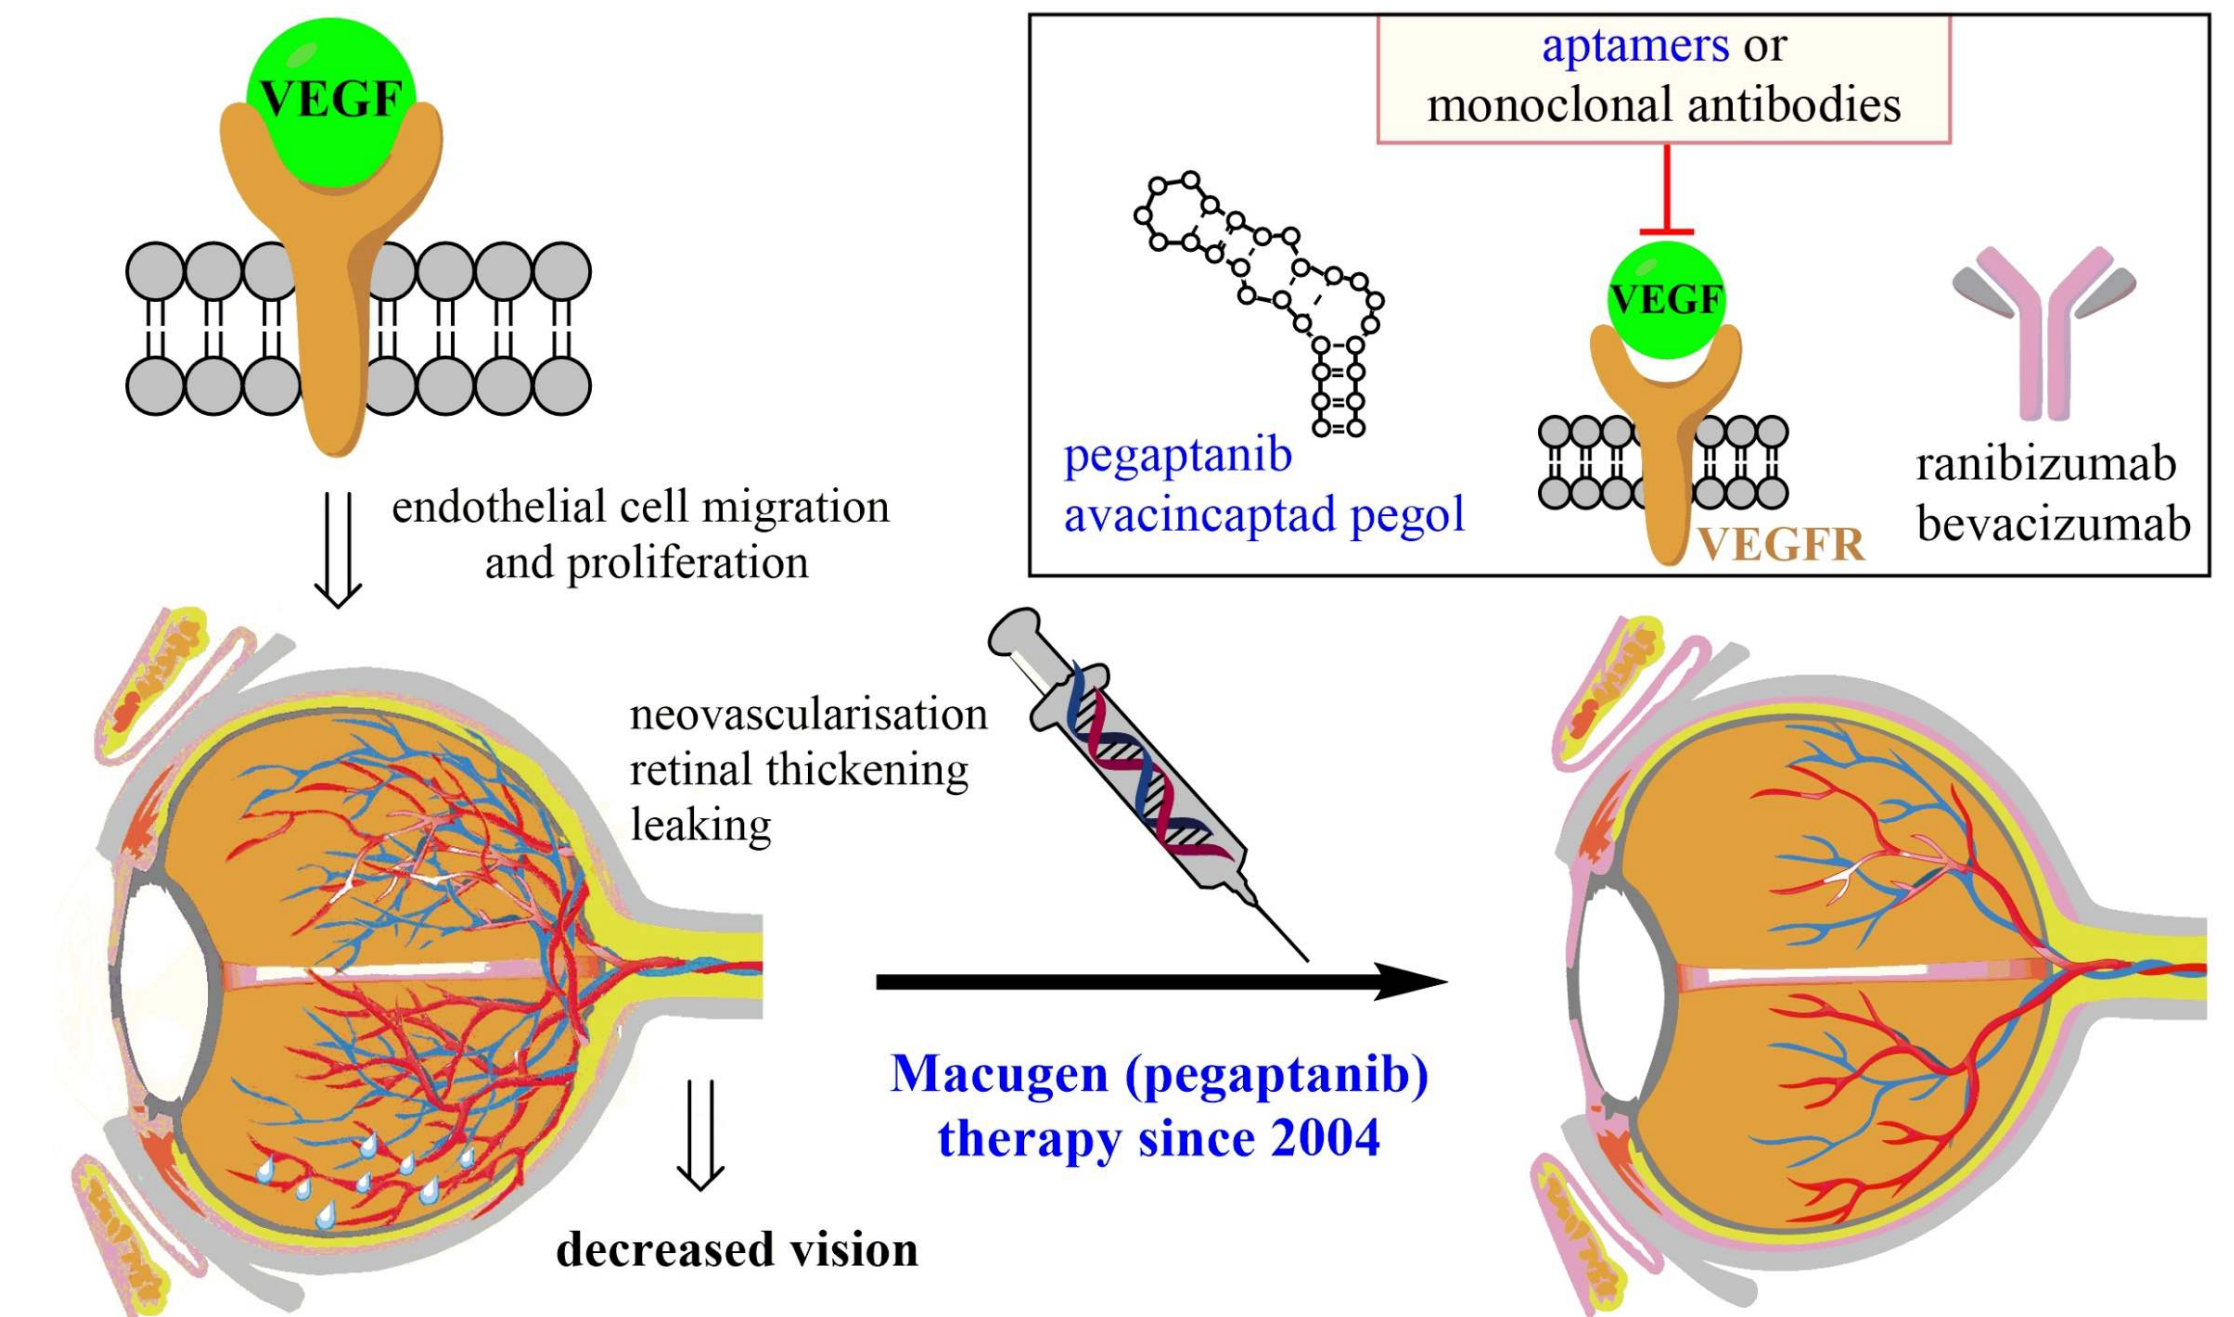 VEGF
endothelial cell migration
and proliferation
neovascularisation
retinal thickening
leaking
decreased vision
Macugen (pegaptanib)
therapy since 2004
aptamers or
monoclonal antibodies
pegaptanib
avacincaptad pegol
VEGF
VEGFR
ranibizumab
bevacizumab